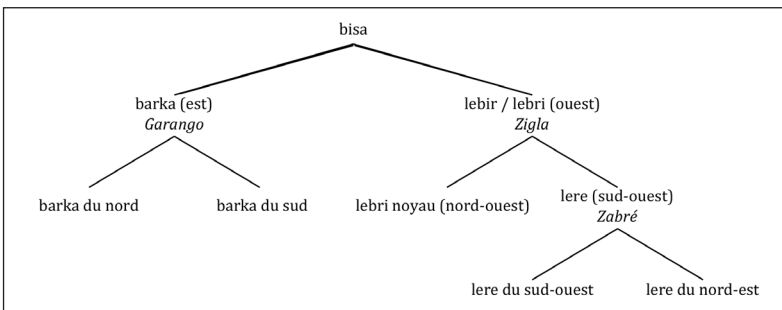 bisa
barka (est)
Garango
lebir / lebri (ouest)
Zigla
barka du nord
barka du sud
lebri noyau (nord-ouest)
lere (sud-ouest)
Zabré
lere du sud-ouest
lere du nord-est